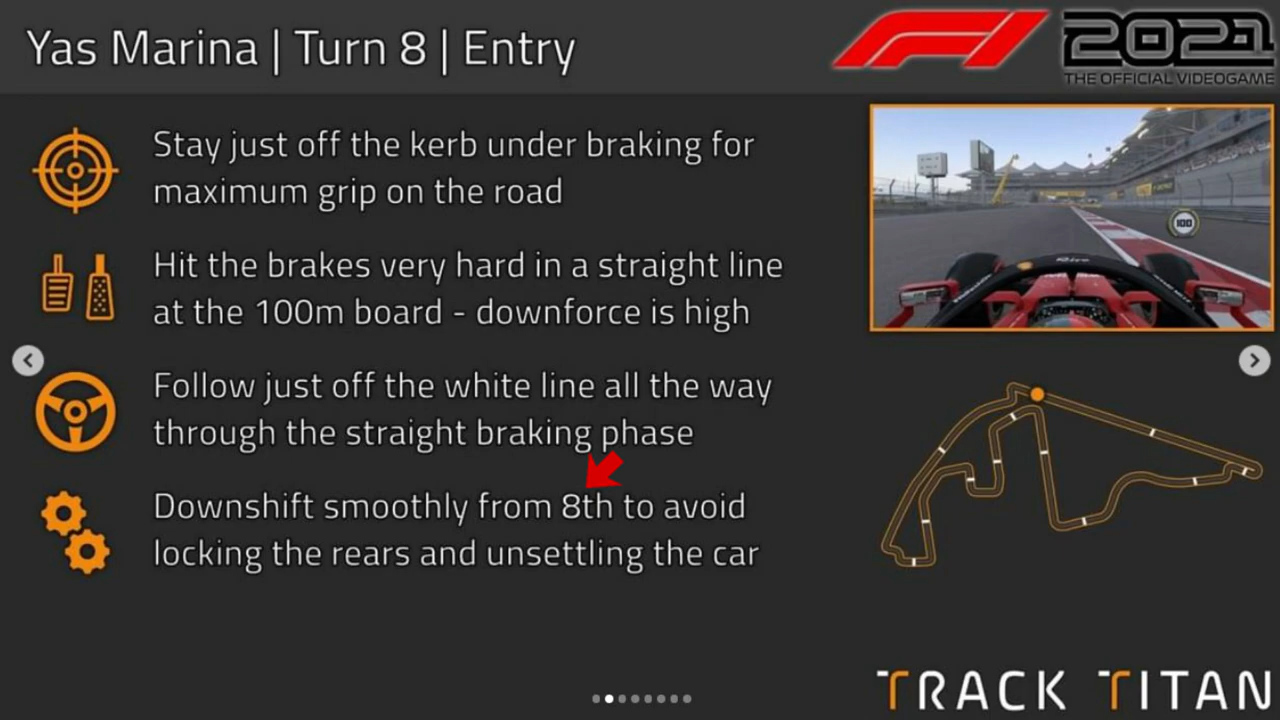 Yas Marina | Turn 8 | Entry
F1 2021
THE OFFICIAL VIDEOGAME
Stay just off the kerb under braking for
maximum grip on the road
Hit the brakes very hard in a straight line
at the 100m board - downforce is high
100
Follow just off the white line all the way
through the straight braking phase
Downshift smoothly from 8th to avoid
locking the rears and unsettling the car
TRACK TITAN